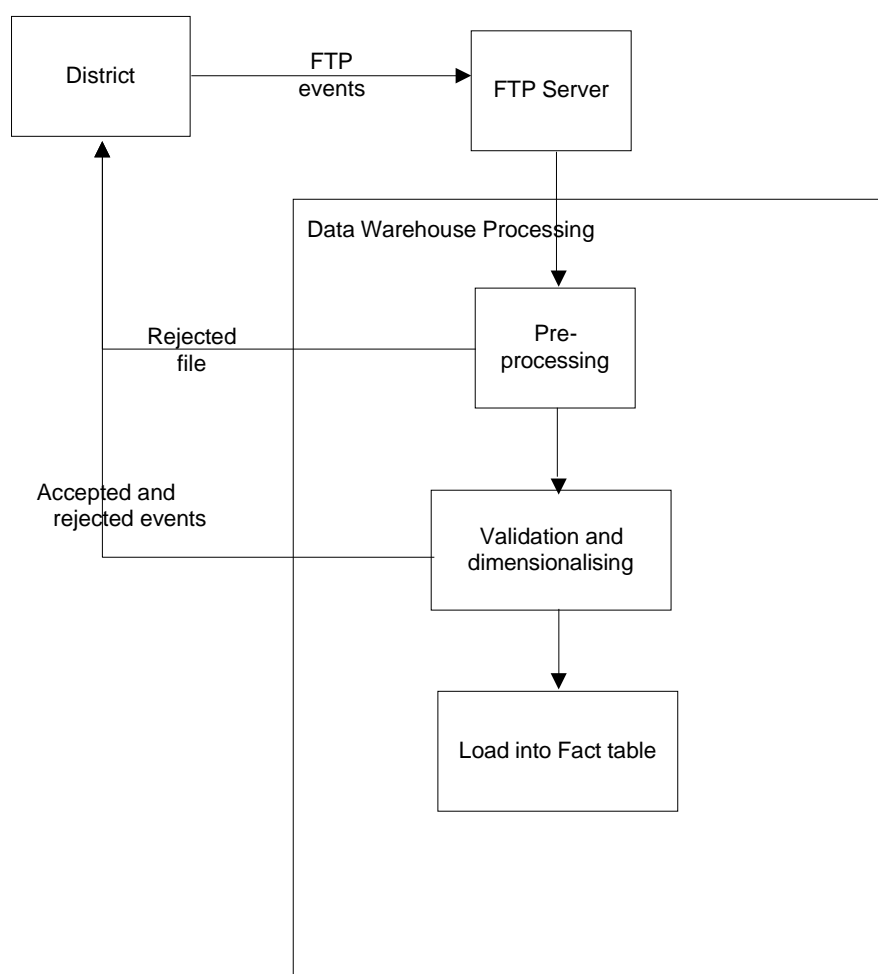 District
FTP
events
FTP Server
Data Warehouse Processing
Pre-
processing
Rejected
file
Accepted and
rejected events
Validation and
dimensionalising
Load into Fact table